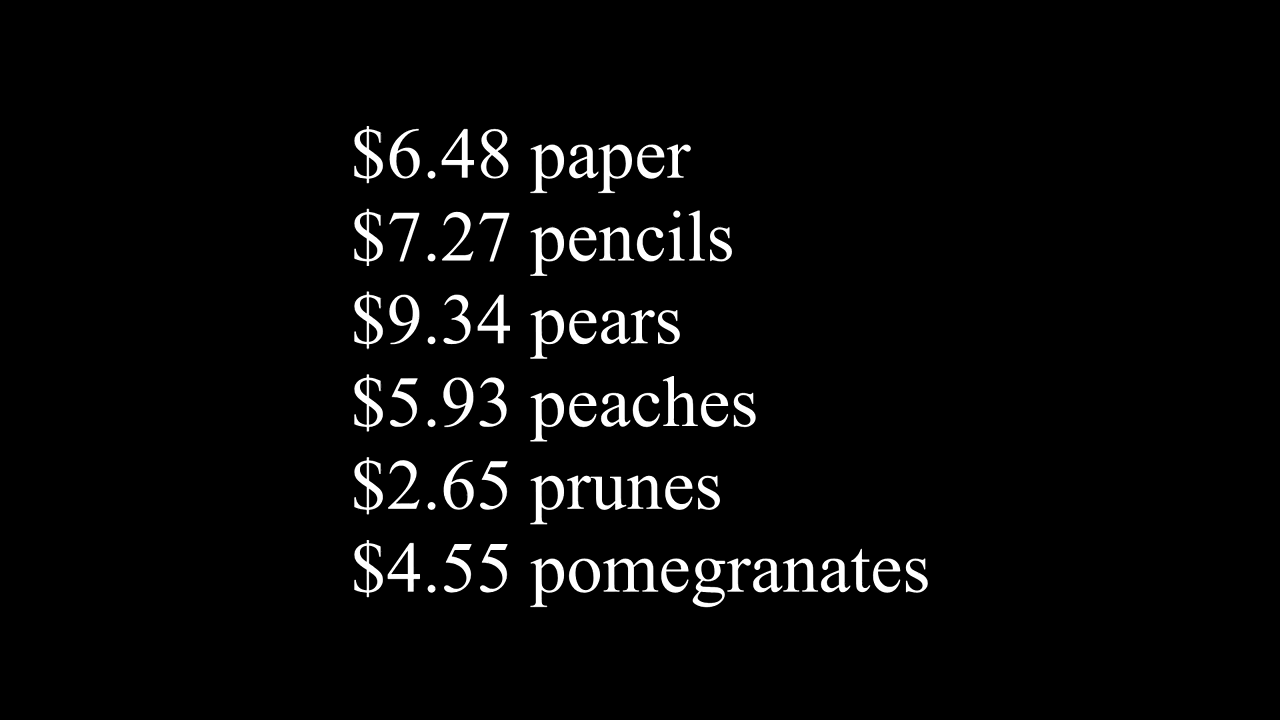 $6.48 paper
$7.27 pencils
$9.34 pears
$5.93 peaches
$2.65 prunes
$4.55 pomegranates